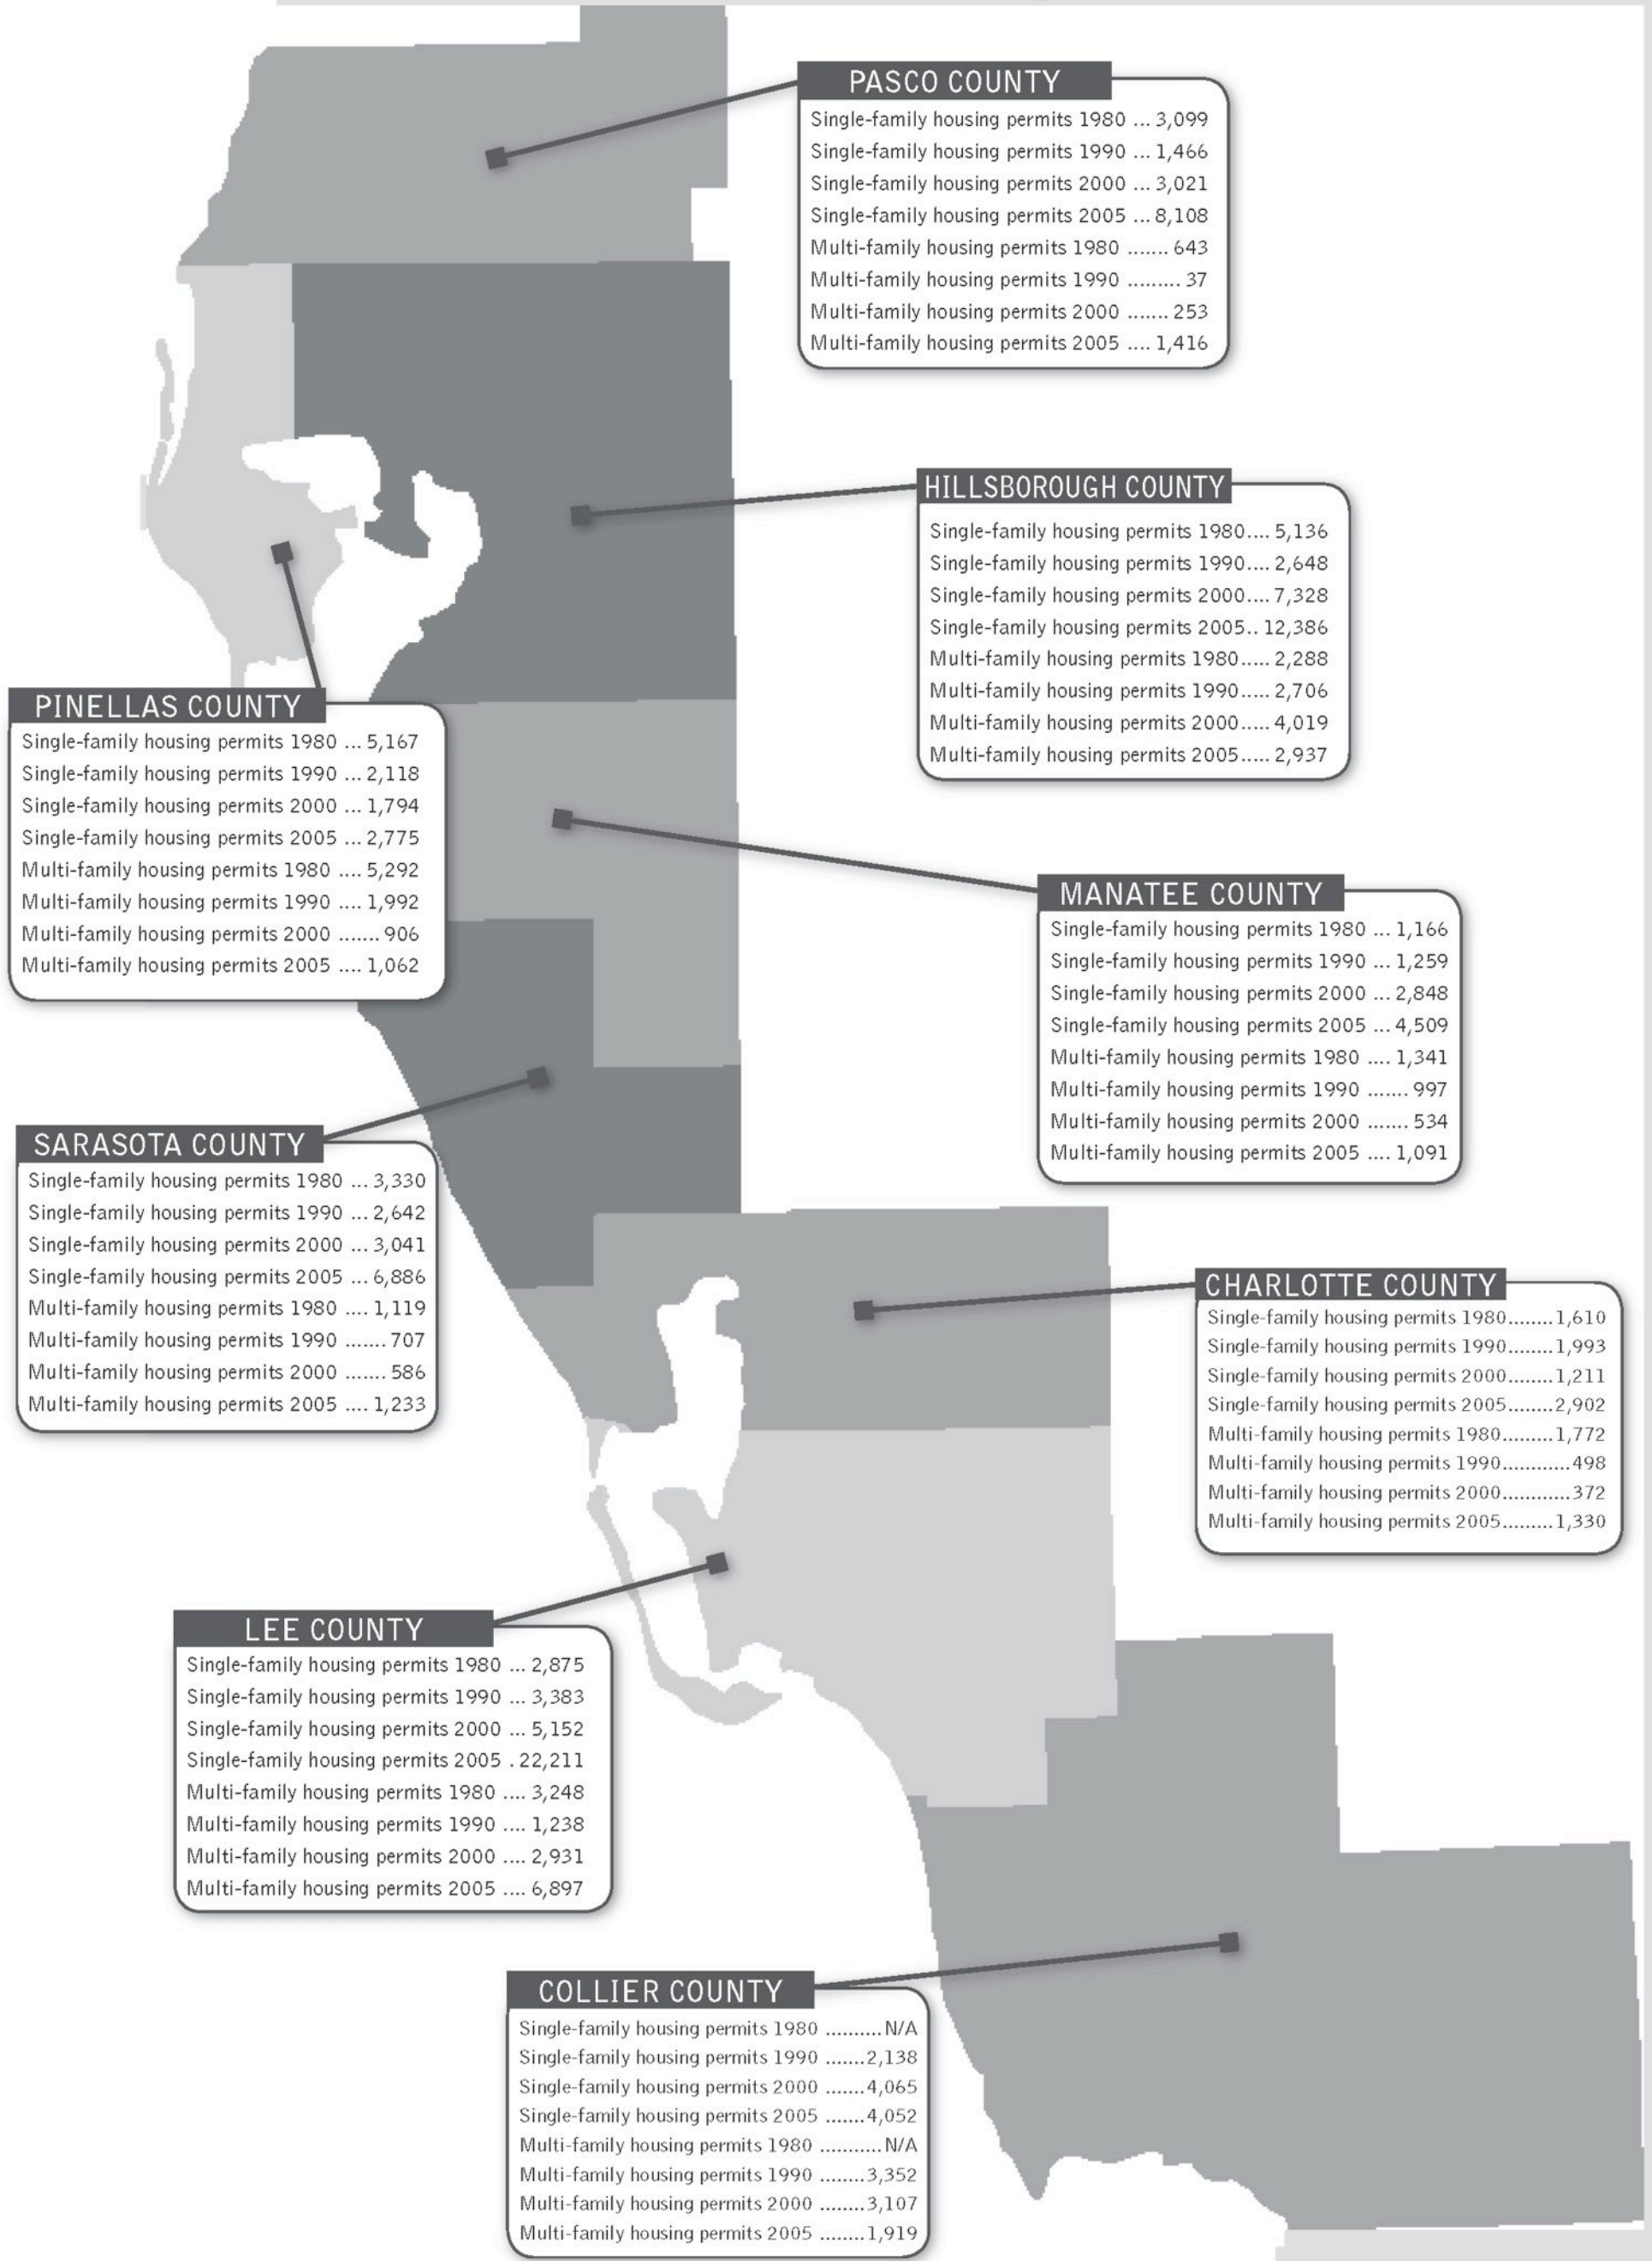 PASCO COUNTY
Single-family housing permits 1980 ... 3,099
Single-family housing permits 1990 ... 1,466
Single-family housing permits 2000 ... 3,021
Single-family housing permits 2005 ... 8,108
Multi-family housing permits 1980 ....... 643
Multi-family housing permits 1990 ......... 37
Multi-family housing permits 2000 ....... 253
Multi-family housing permits 2005 .... 1,416
HILLSBOROUGH COUNTY
Single-family housing permits 1980.... 5,136
Single-family housing permits 1990.... 2,648
Single-family housing permits 2000.... 7,328
Single-family housing permits 2005.. 12,386
Multi-family housing permits 1980..... 2,288
Multi-family housing permits 1990..... 2,706
Multi-family housing permits 2000..... 4,019
Multi-family housing permits 2005..... 2,937
PINELLAS COUNTY
Single-family housing permits 1980 ... 5,167
Single-family housing permits 1990 ... 2,118
Single-family housing permits 2000 ... 1,794
Single-family housing permits 2005 ... 2,775
Multi-family housing permits 1980 .... 5,292
Multi-family housing permits 1990 .... 1,992
Multi-family housing permits 2000 ....... 906
Multi-family housing permits 2005 .... 1,062
MANATEE COUNTY
Single-family housing permits 1980 ... 1,166
Single-family housing permits 1990 ... 1,259
Single-family housing permits 2000 ... 2,848
Single-family housing permits 2005 ... 4,509
Multi-family housing permits 1980 .... 1,341
Multi-family housing permits 1990 ....... 997
Multi-family housing permits 2000 ....... 534
Multi-family housing permits 2005 .... 1,091
SARASOTA COUNTY
Single-family housing permits 1980 ... 3,330
Single-family housing permits 1990 ... 2,642
Single-family housing permits 2000 ... 3,041
Single-family housing permits 2005 ... 6,886
Multi-family housing permits 1980 .... 1,119
Multi-family housing permits 1990 ....... 707
Multi-family housing permits 2000 ....... 586
Multi-family housing permits 2005 .... 1,233
CHARLOTTE COUNTY
Single-family housing permits 1980........1,610
Single-family housing permits 1990........1,993
Single-family housing permits 2000........1,211
Single-family housing permits 2005........2,902
Multi-family housing permits 1980.........1,772
Multi-family housing permits 1990............498
Multi-family housing permits 2000............372
Multi-family housing permits 2005.........1,330
LEE COUNTY
Single-family housing permits 1980 ... 2,875
Single-family housing permits 1990 ... 3,383
Single-family housing permits 2000 ... 5,152
Single-family housing permits 2005 . 22,211
Multi-family housing permits 1980 .... 3,248
Multi-family housing permits 1990 .... 1,238
Multi-family housing permits 2000 .... 2,931
Multi-family housing permits 2005 .... 6,897
COLLIER COUNTY
Single-family housing permits 1980 ..........N/A
Single-family housing permits 1990 .......2,138
Single-family housing permits 2000 .......4,065
Single-family housing permits 2005 .......4,052
Multi-family housing permits 1980 ...........N/A
Multi-family housing permits 1990 ........3,352
Multi-family housing permits 2000 ........3,107
Multi-family housing permits 2005 ........1,919